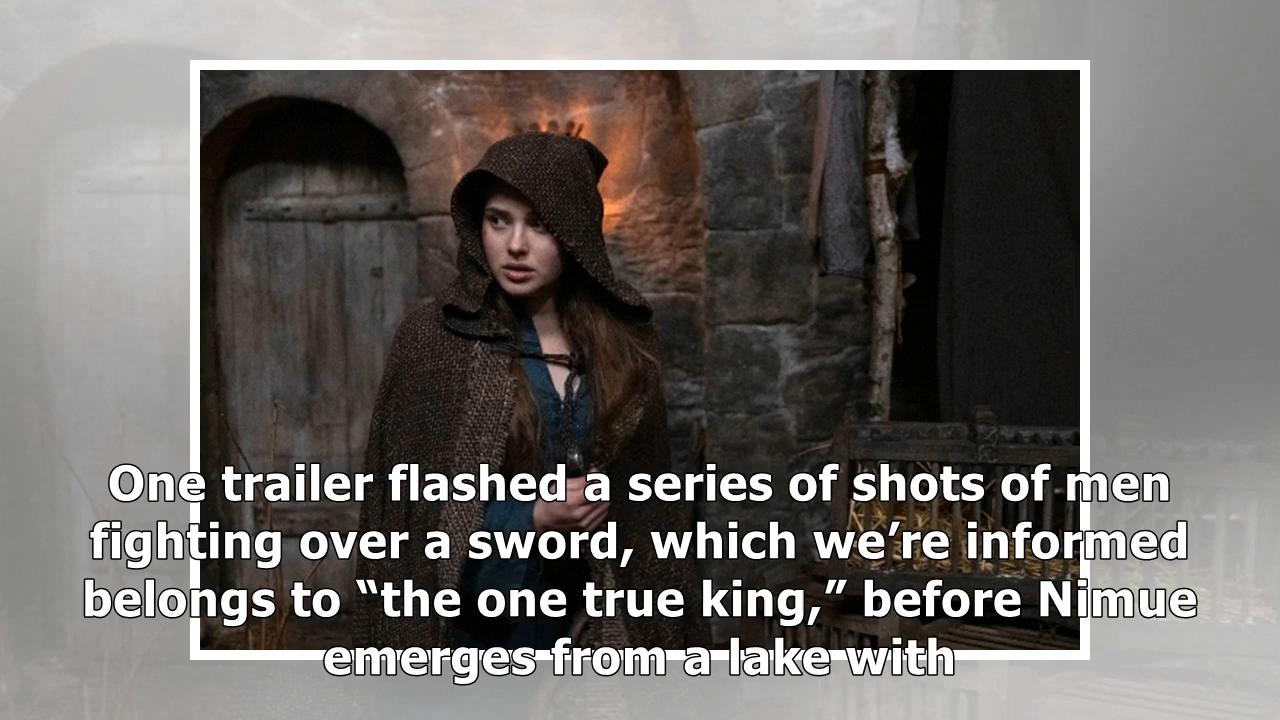 One trailer flashed a series of shots of men
fighting over a sword, which we’re informed
belongs to “the one true king,” before Nimue
emerges from a lake with